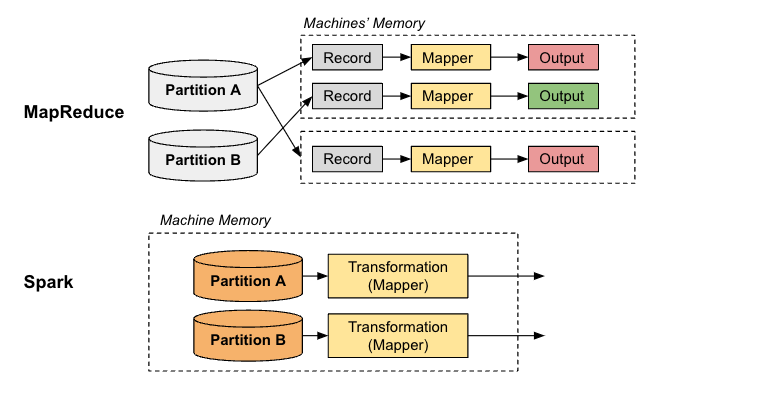 Machines' Memory
MapReduce
Partition A
Partition B
Record
Mapper
Output
Record
Mapper
Output
Record
Mapper
Output
Machine Memory
Spark
Partition A
Transformation
(Mapper)
Partition B
Transformation
(Mapper)